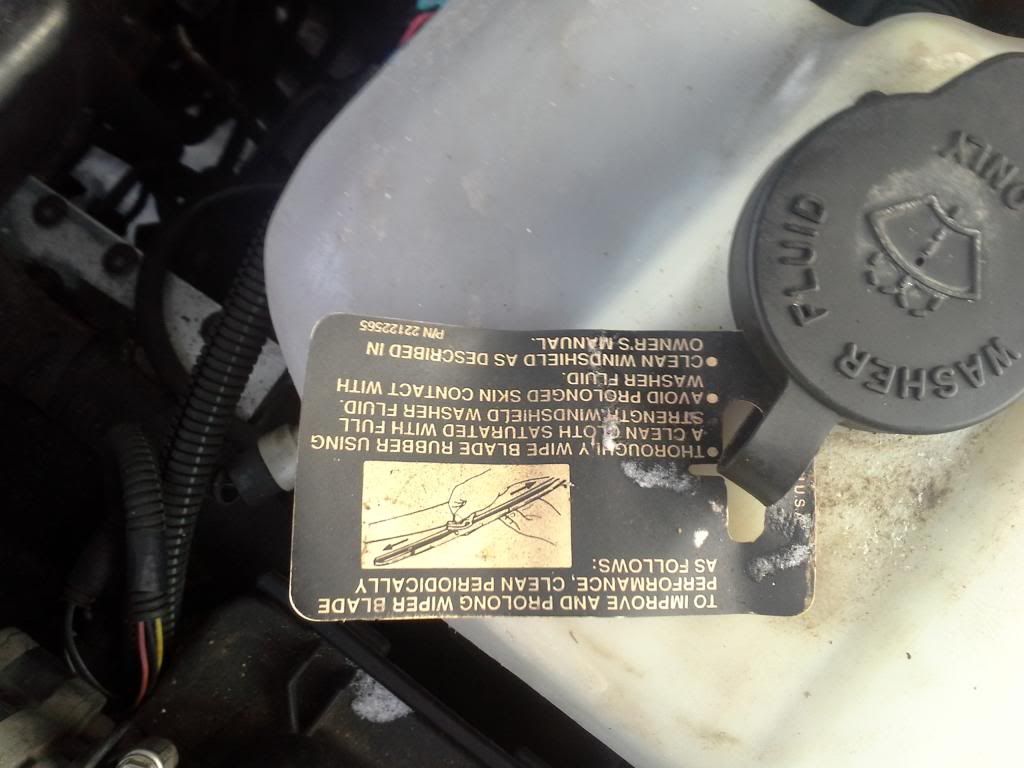 TO IMPROVE AND PROLONG WIPER BLADE
PERFORMANCE, CLEAN PERIODICALLY
AS FOLLOWS:
• THOROUGHLY WIPE BLADE RUBBER USING
A CLEAN CLOTH SATURATED WITH FULL
STRENGTH WINDSHIELD WASHER FLUID.
• AVOID PROLONGED SKIN CONTACT WITH
WASHER FLUID.
• CLEAN WINDSHIELD AS DESCRIBED IN
OWNER'S MANUAL.
P/N 22122565
U.S.A.
WASHER
FLUID
ONLY